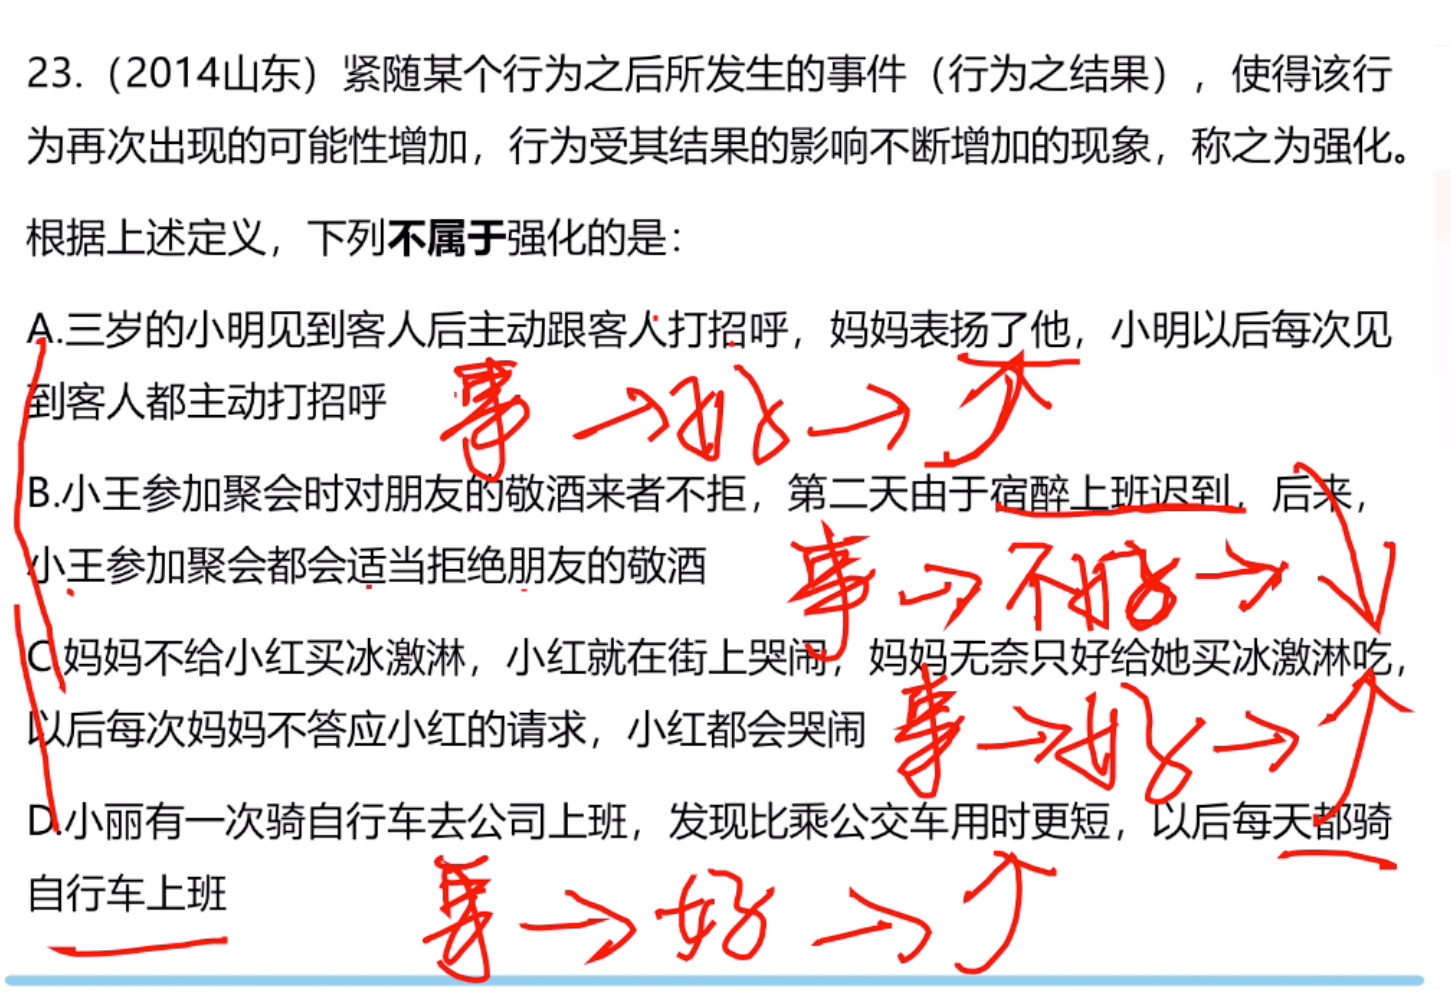 23.（2014山东）紧随某个行为之后所发生的事件（行为之结果），使得该行
为再次出现的可能性增加，行为受其结果的影响不断增加的现象，称之为强化。
根据上述定义，下列不属于强化的是：
A.三岁的小明见到客人后主动跟客人打招呼，妈妈表扬了他，小明以后每次见
到客人都主动打招呼
事→好→↑
B.小王参加聚会时对朋友的敬酒来者不拒，第二天由于宿醉上班迟到，后来，
小王参加聚会都会适当拒绝朋友的敬酒
事→不好→↓
C.妈妈不给小红买冰激淋，小红就在街上哭闹，妈妈无奈只好给她买冰激淋吃，
以后每次妈妈不答应小红的请求，小红都会哭闹
事→好→↑
D.小丽有一次骑自行车去公司上班，发现比乘公交车用时更短，以后每天都骑
自行车上班
事→好→↑